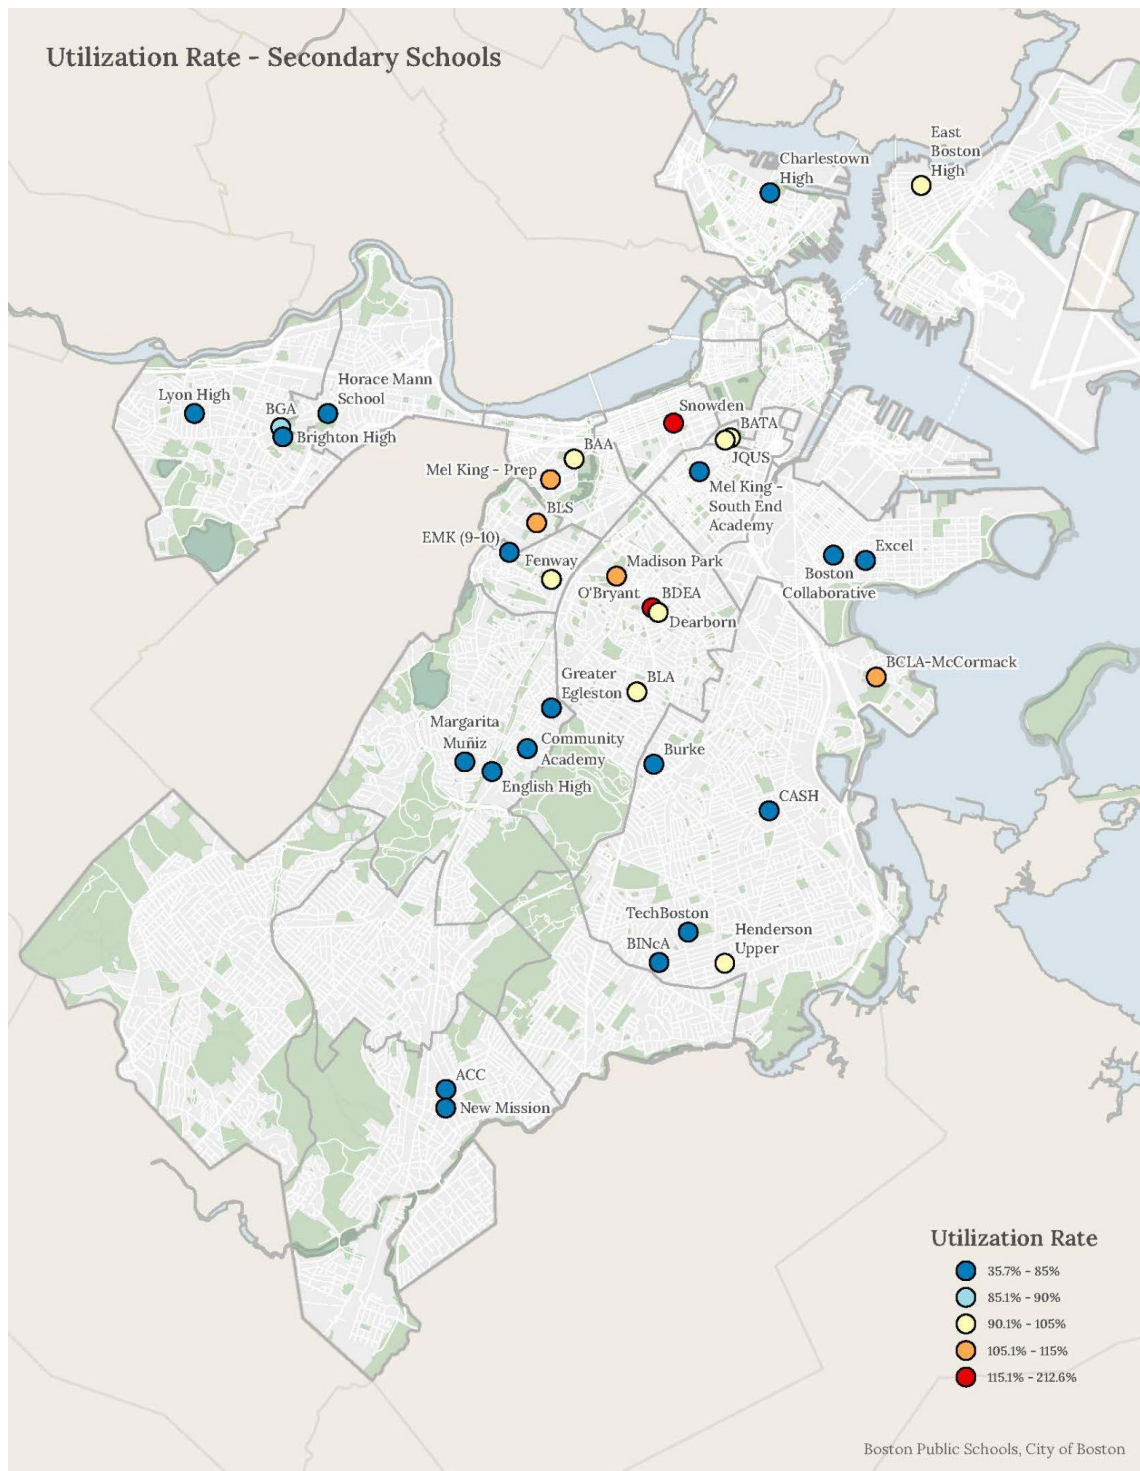 Utilization Rate - Secondary Schools
East
Boston
High
Charlestown
High
Horace Mann
School
Lyon High
BGA
Brighton High
Snowden
BATA
JQUS
BAA
Mel King - Prep
Mel King -
South End
Academy
BLS
EMK (9-10)
Fenway
Madison Park
O'Bryant
BDEA
Dearborn
Excel
Boston
Collaborative
BCLA-McCormack
Greater
Egleston
BLA
Margarita
Muñiz
Community
Academy
English High
Burke
CASH
TechBoston
BINcA
Henderson
Upper
ACC
New Mission
Utilization Rate
35.7% - 85%
85.1% - 90%
90.1% - 105%
105.1% - 115%
115.1% - 212.6%
Boston Public Schools, City of Boston